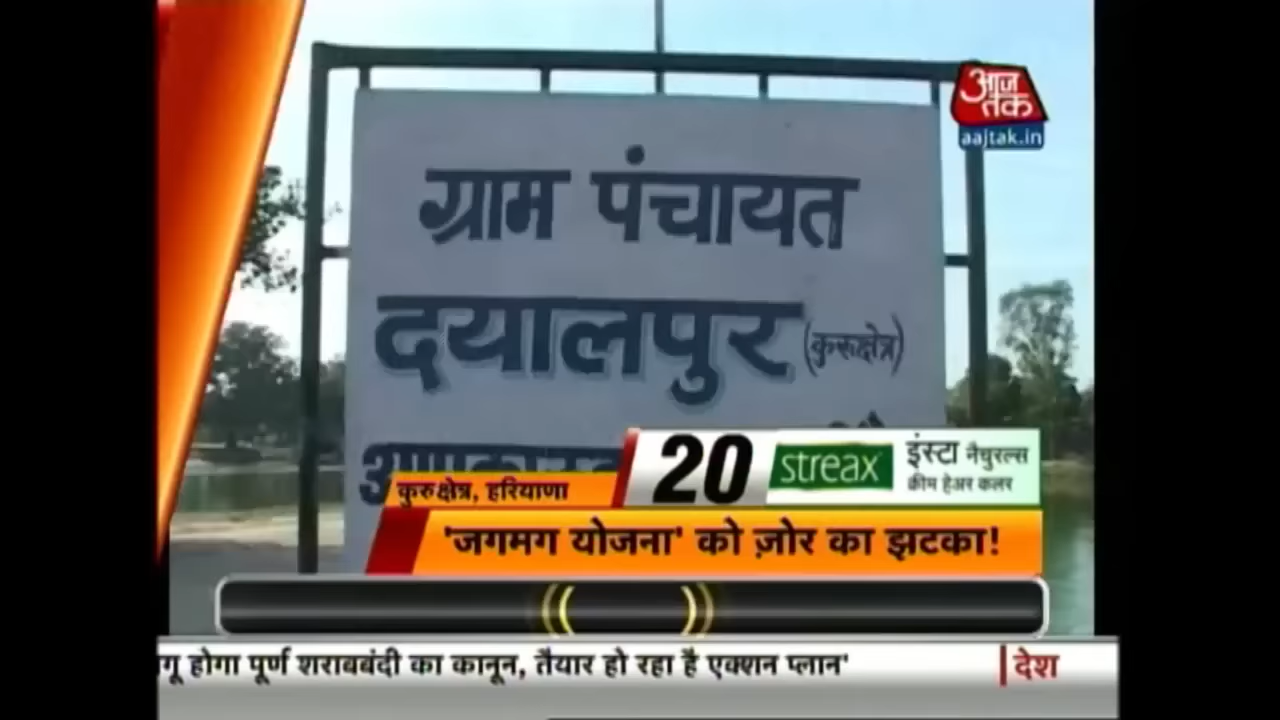 आज
तक
aajtak.in
ग्राम पंचायत
दयालपुर (कुरुक्षेत्र)
20
streax
इंस्टा नैचुरल्स
क्रीम हेअर कलर
कुरुक्षेत्र, हरियाणा
'जगमग योजना' को ज़ोर का झटका!
होगा पूर्ण शराबबंदी का कानून, तैयार हो रहा है एक्शन प्लान'
देश